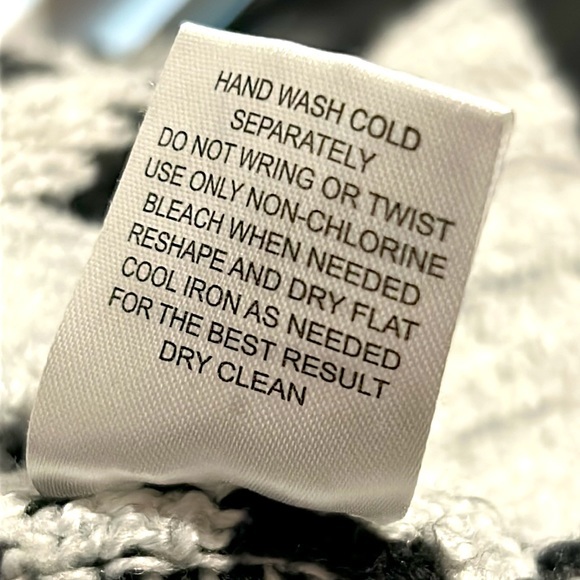 HAND WASH COLD
SEPARATELY
DO NOT WRING OR TWIST
USE ONLY NON-CHLORINE
BLEACH WHEN NEEDED
RESHAPE AND DRY FLAT
COOL IRON AS NEEDED
FOR THE BEST RESULT
DRY CLEAN